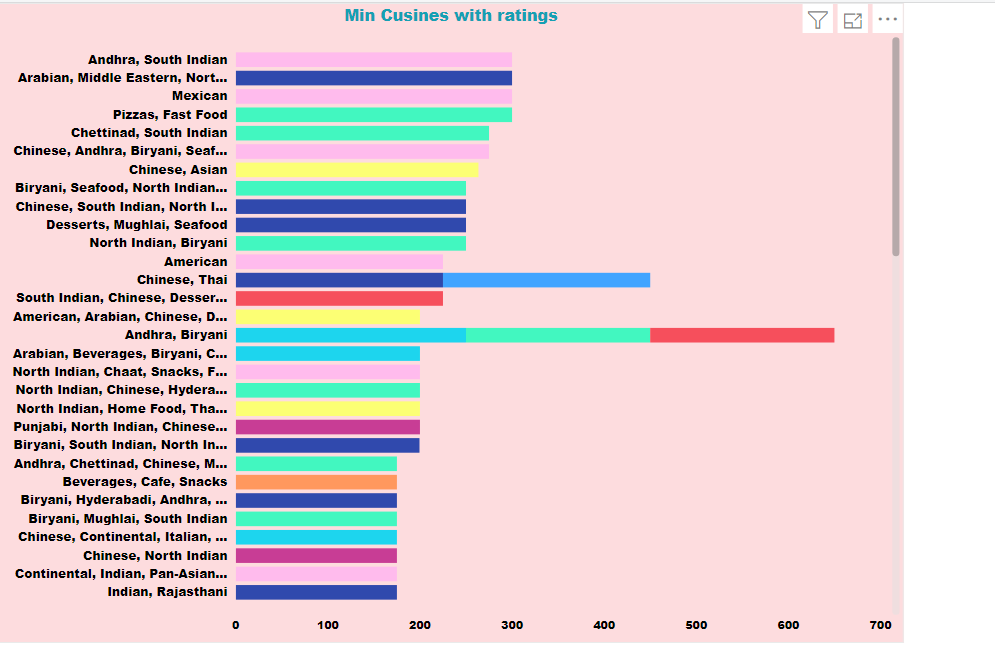 Min Cusines with ratings
Andhra, South Indian
Arabian, Middle Eastern, Nort...
Mexican
Pizzas, Fast Food
Chettinad, South Indian
Chinese, Andhra, Biryani, Seaf...
Chinese, Asian
Biryani, Seafood, North Indian...
Chinese, South Indian, North I...
Desserts, Mughlai, Seafood
North Indian, Biryani
American
Chinese, Thai
South Indian, Chinese, Desser...
American, Arabian, Chinese, D...
Andhra, Biryani
Arabian, Beverages, Biryani, C...
North Indian, Chaat, Snacks, F...
North Indian, Chinese, Hydera...
North Indian, Home Food, Tha...
Punjabi, North Indian, Chinese...
Biryani, South Indian, North In...
Andhra, Chettinad, Chinese, M...
Beverages, Cafe, Snacks
Biryani, Hyderabadi, Andhra, ...
Biryani, Mughlai, South Indian
Chinese, Continental, Italian, ...
Chinese, North Indian
Continental, Indian, Pan-Asian...
Indian, Rajasthani
0 100 200 300 400 500 600 700